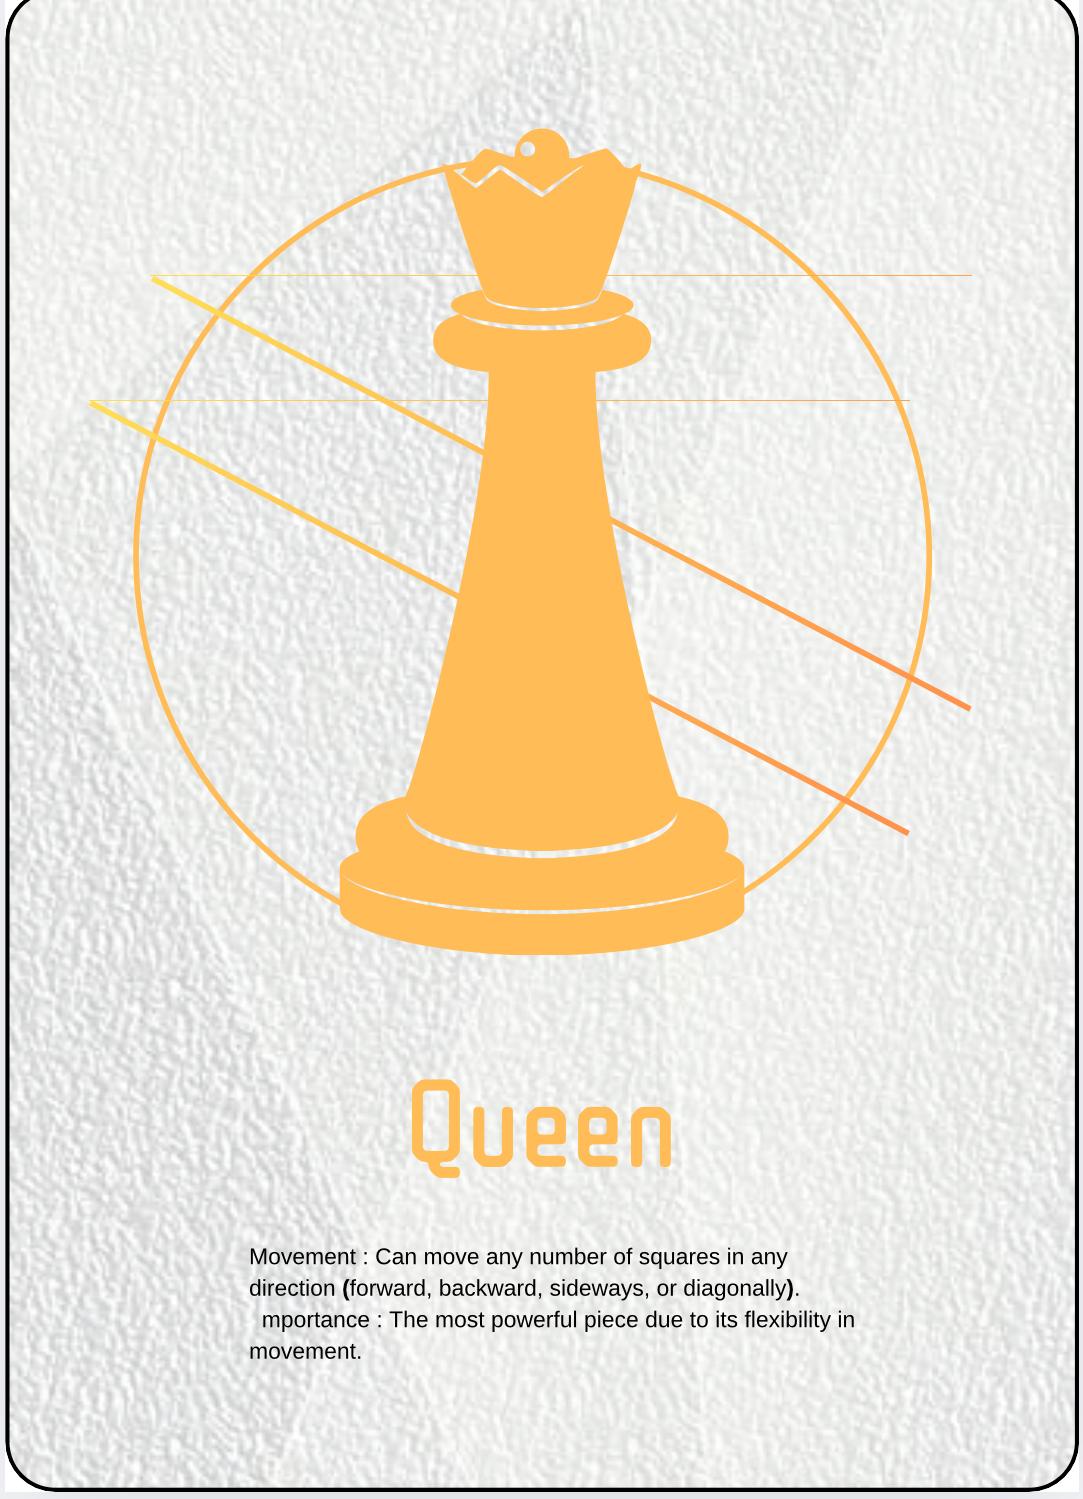 Queen
Movement : Can move any number of squares in any
direction (forward, backward, sideways, or diagonally).
mportance : The most powerful piece due to its flexibility in
movement.